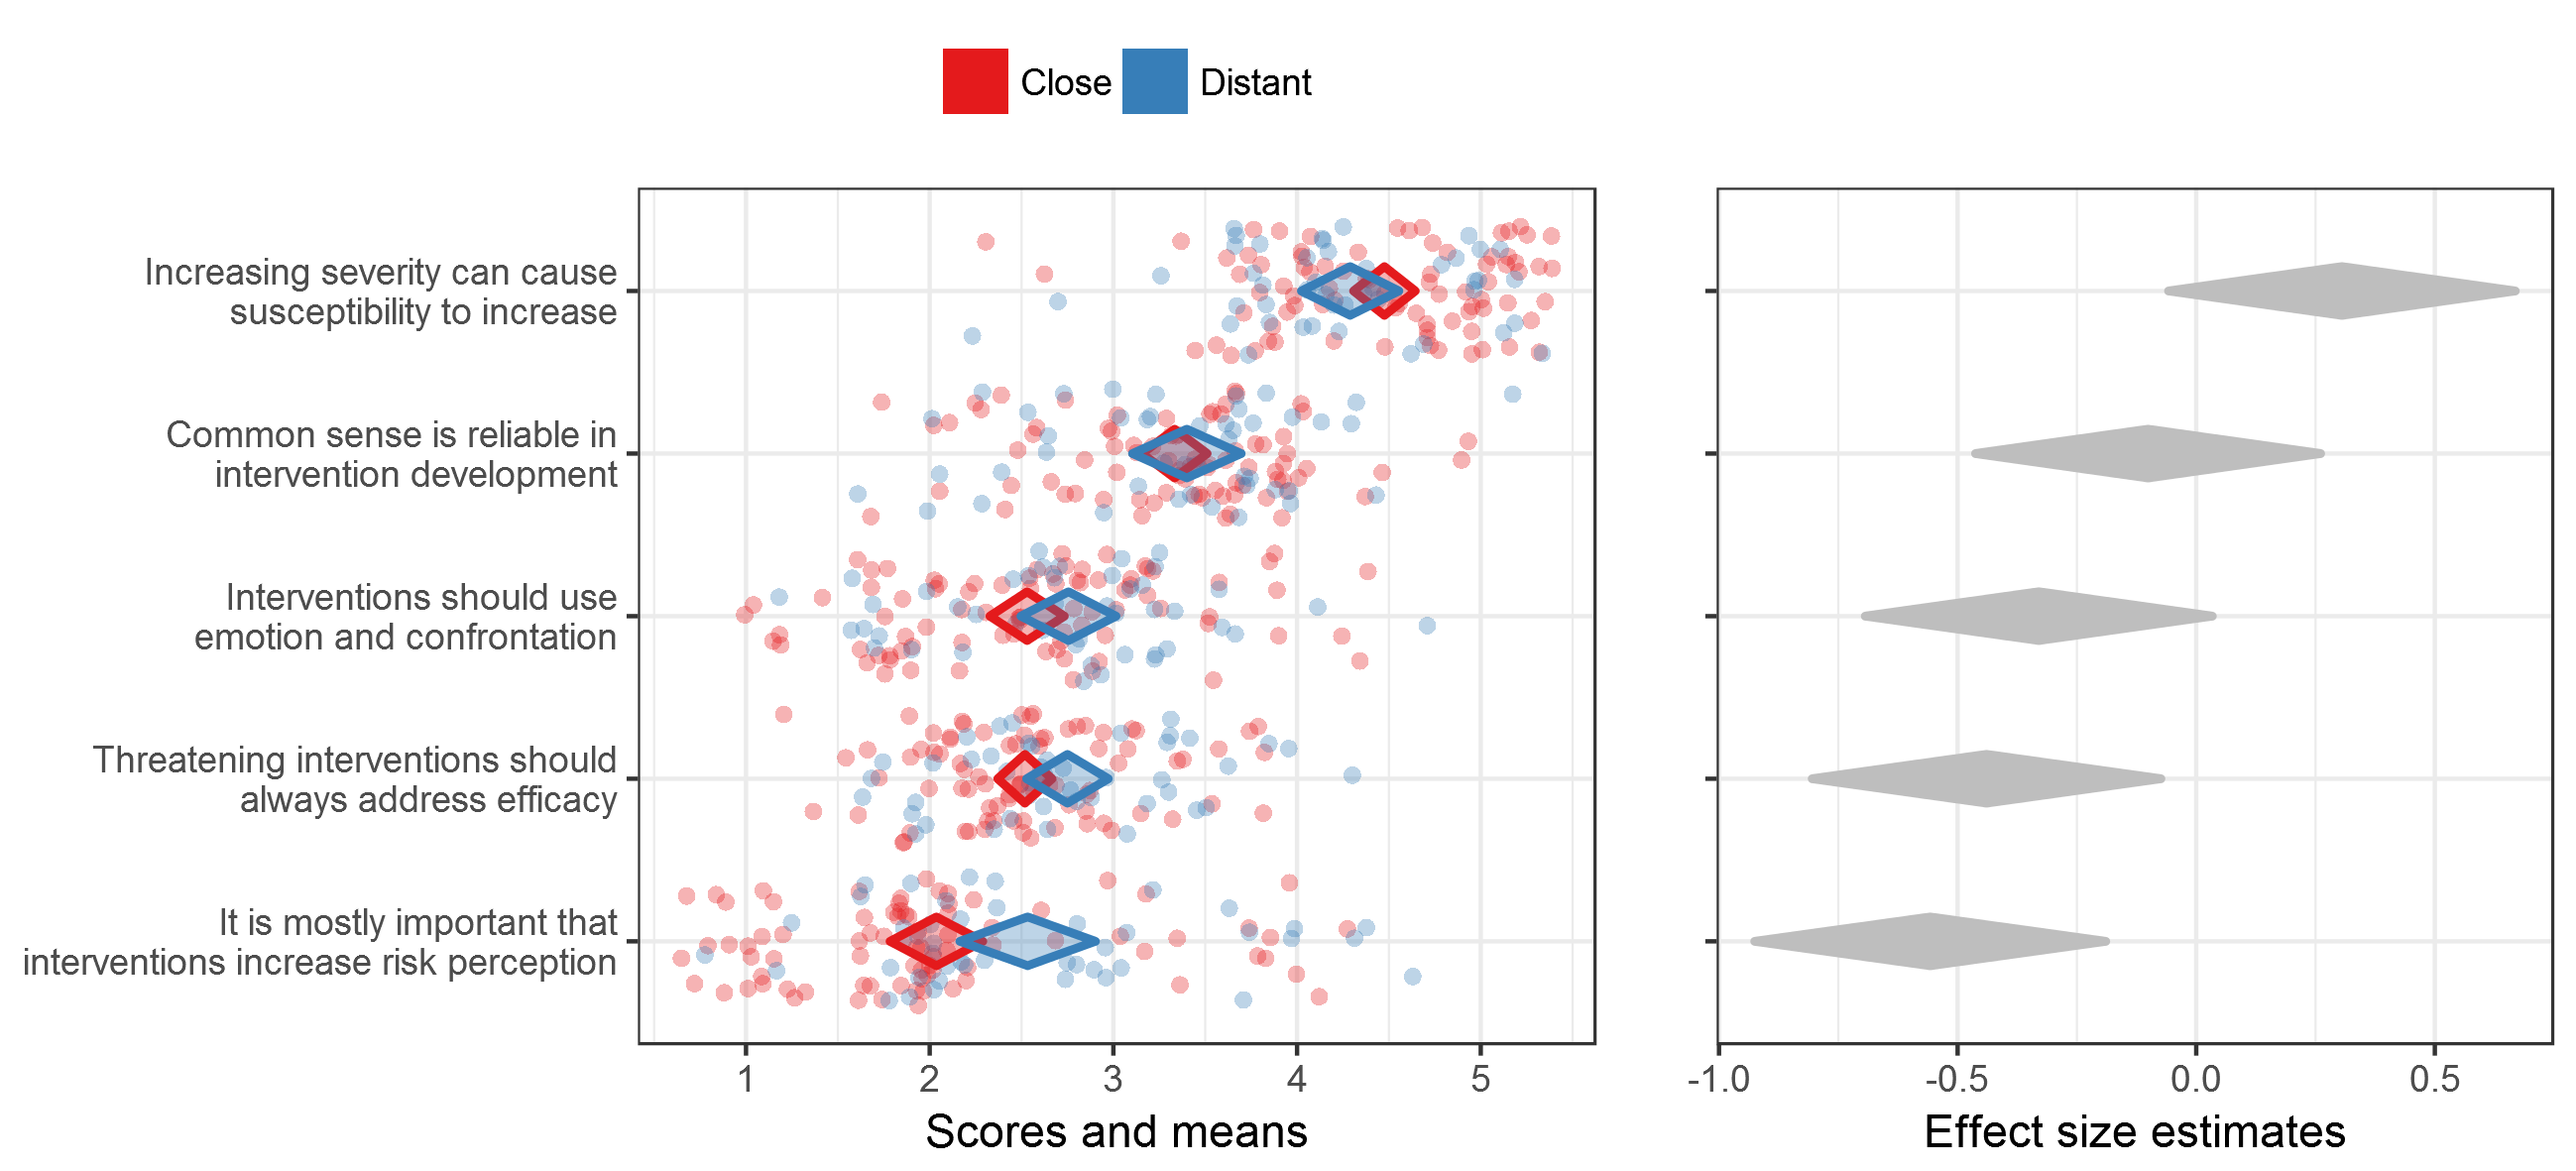 Close Distant
Increasing severity can cause
susceptibility to increase
Common sense is reliable in
intervention development
Interventions should use
emotion and confrontation
Threatening interventions should
always address efficacy
It is mostly important that
interventions increase risk perception
1 2 3 4 5
Scores and means
-1.0 -0.5 0.0 0.5
Effect size estimates